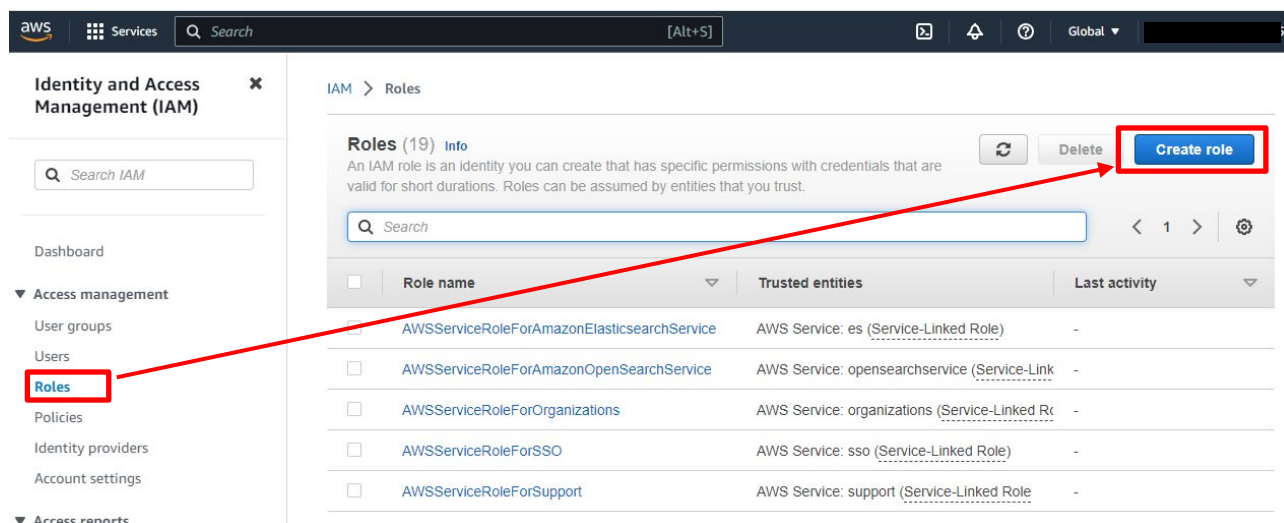 aws
Services
Search
[Alt+S]
Global
Identity and Access
Management (IAM)
Search IAM
Dashboard
Access management
User groups
Users
Roles
Policies
Identity providers
Account settings
Access reports
IAM > Roles
Roles (19) Info
An IAM role is an identity you can create that has specific permissions with credentials that are
valid for short durations. Roles can be assumed by entities that you trust.
Delete
Create role
Search
1
Role name Trusted entities Last activity
AWSServiceRoleForAmazonElasticsearchService AWS Service: es (Service-Linked Role) -
AWSServiceRoleForAmazonOpenSearchService AWS Service: opensearchservice (Service-Link -
AWSServiceRoleForOrganizations AWS Service: organizations (Service-Linked Ro -
AWSServiceRoleForSSO AWS Service: sso (Service-Linked Role) -
AWSServiceRoleForSupport AWS Service: support (Service-Linked Role -